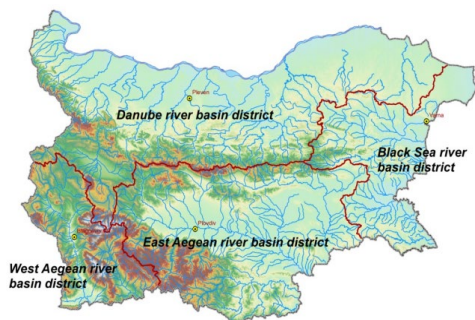 Pleven
Danube river basin district
Varna
Black Sea river
basin district
Plovdiv
East Aegean river basin district
West Aegean river
basin district